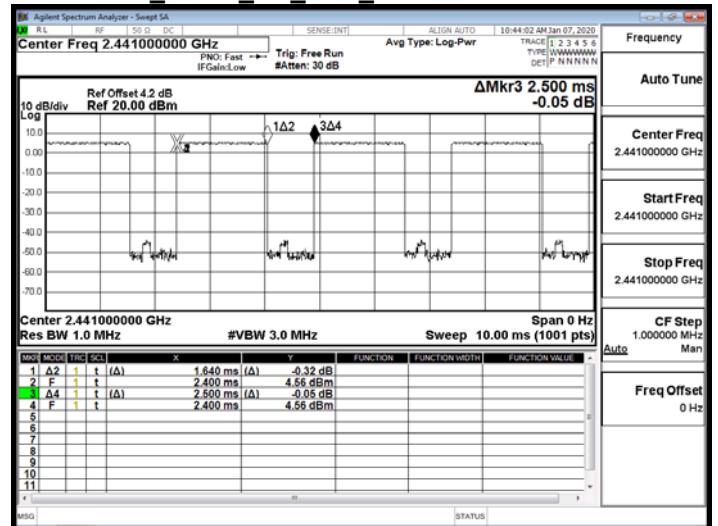 Agilent Spectrum Analyzer - Swept SA
RL RF 50 Ω DC SENSE:INT ALIGN AUTO 10:44:02 AM Jan 07, 2020
Center Freq 2.441000000 GHz
PNO: Fast
IFGain:Low
Trig: Free Run
#Atten: 30 dB
Avg Type: Log-Pwr
TRACE 1 2 3 4 5 6
TYPE WWWWWW
DET P NNNNN
Frequency
Auto Tune
Center Freq
2.441000000 GHz
Start Freq
2.441000000 GHz
Stop Freq
2.441000000 GHz
CF Step
1.000000 MHz
Auto Man
Freq Offset
0 Hz
ΔMkr3 2.500 ms
-0.05 dB
Ref Offset 4.2 dB
10 dB/div Ref 20.00 dBm
Log
10.0
0.00
-10.0
-20.0
-30.0
-40.0
-50.0
-60.0
-70.0
1Δ2 3Δ4
Center 2.441000000 GHz Span 0 Hz
Res BW 1.0 MHz #VBW 3.0 MHz Sweep 10.00 ms (1001 pts)
MKR MODE TRC SCL X Y FUNCTION FUNCTION WIDTH FUNCTION VALUE
1 Δ2 1 t (Δ) 1.640 ms (Δ) -0.32 dB
2 F 1 t 2.400 ms 4.56 dBm
3 Δ4 1 t (Δ) 2.500 ms (Δ) -0.05 dB
4 F 1 t 2.400 ms 4.56 dBm
5
6
7
8
9
10
11
MSG STATUS